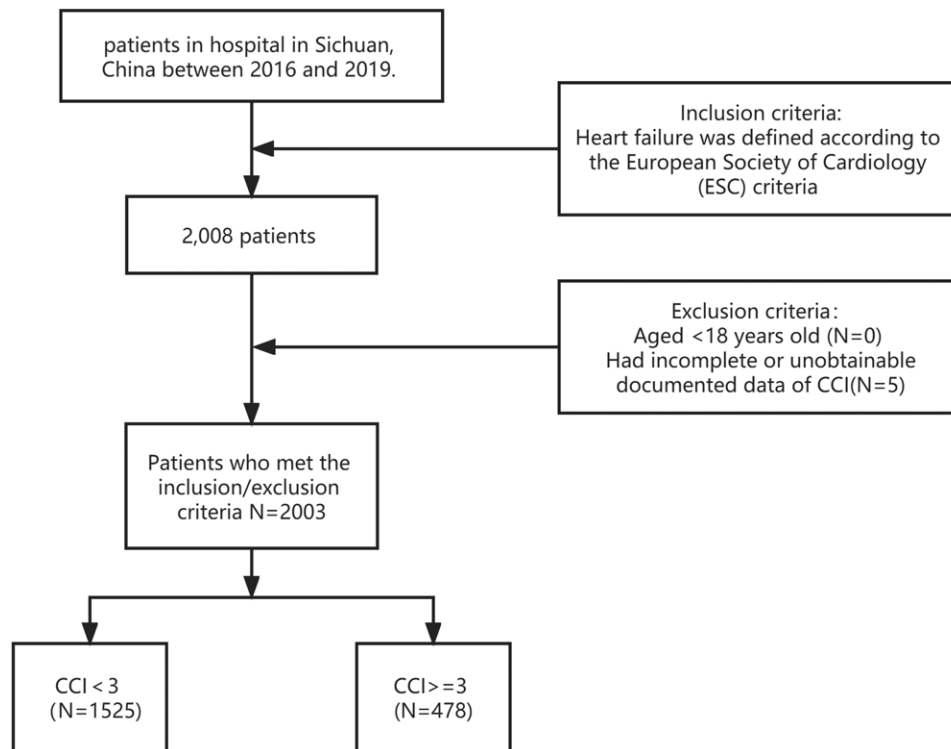 patients in hospital in Sichuan,
China between 2016 and 2019.
Inclusion criteria:
Heart failure was defined according to
the European Society of Cardiology
(ESC) criteria
2,008 patients
Exclusion criteria:
Aged <18 years old (N=0)
Had incomplete or unobtainable
documented data of CCI(N=5)
Patients who met the
inclusion/exclusion
criteria N=2003
CCI < 3
(N=1525)
CCI>=3
(N=478)